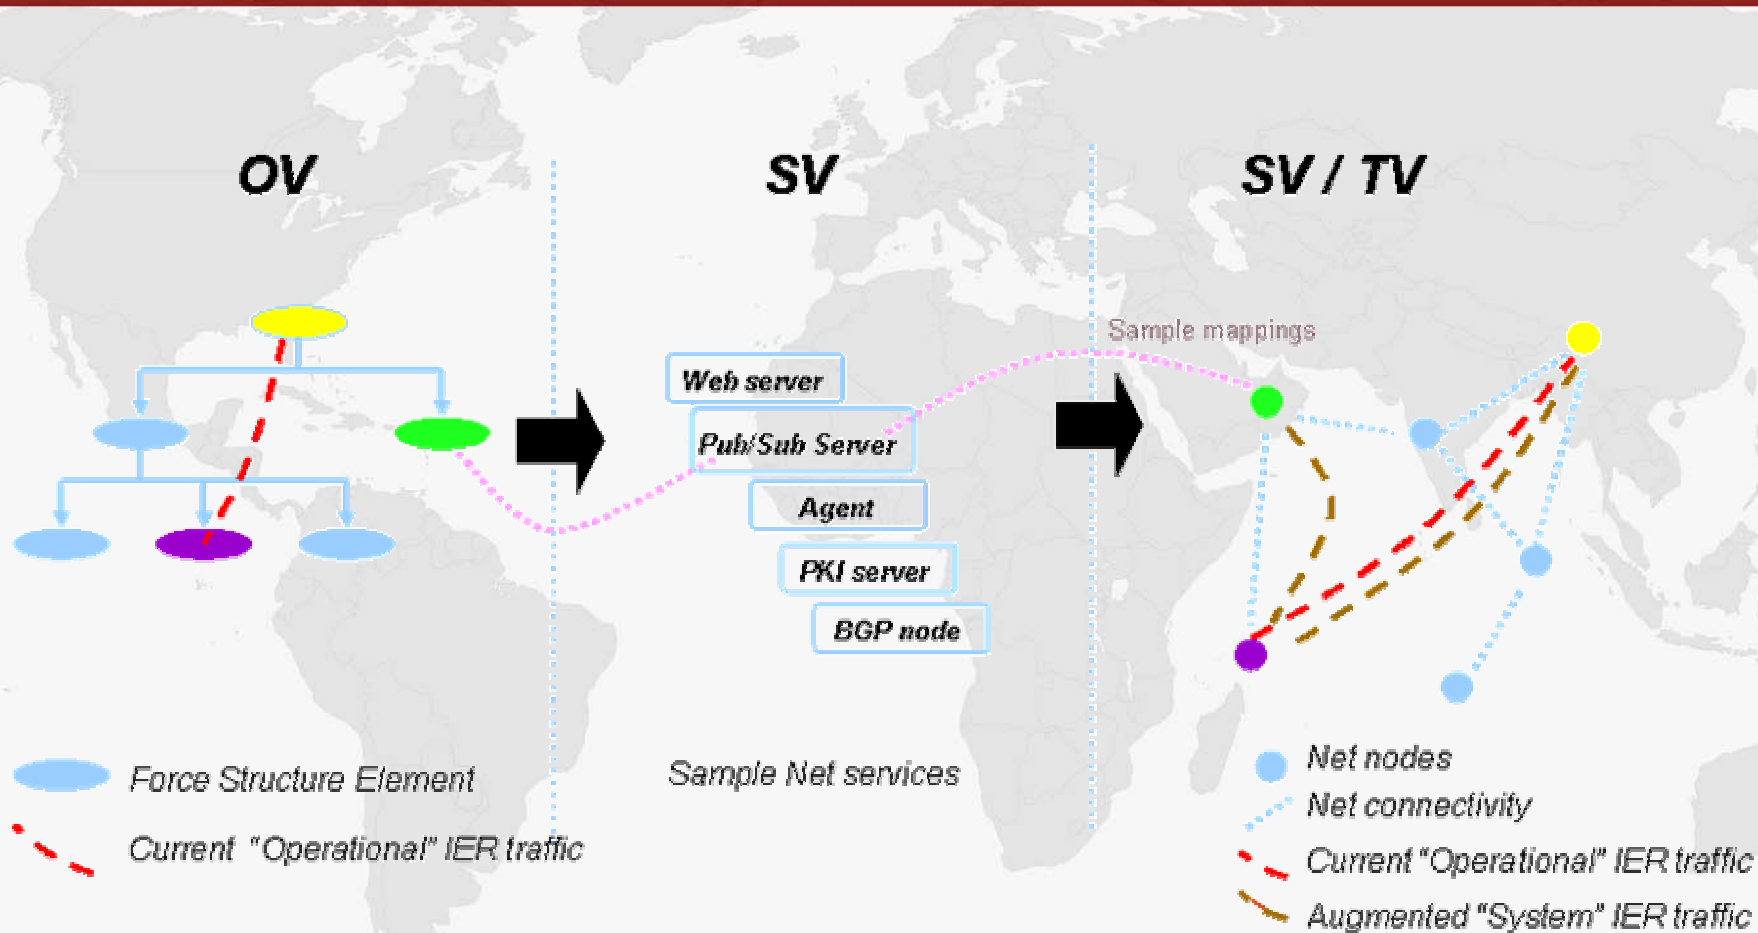 OV
SV
SV / TV
Sample mappings
Web server
Pub/Sub Server
Agent
PKI server
BGP node
Force Structure Element
Current "Operational" IER traffic
Sample Net services
Net nodes
Net connectivity
Current "Operational" IER traffic
Augmented "System" IER traffic